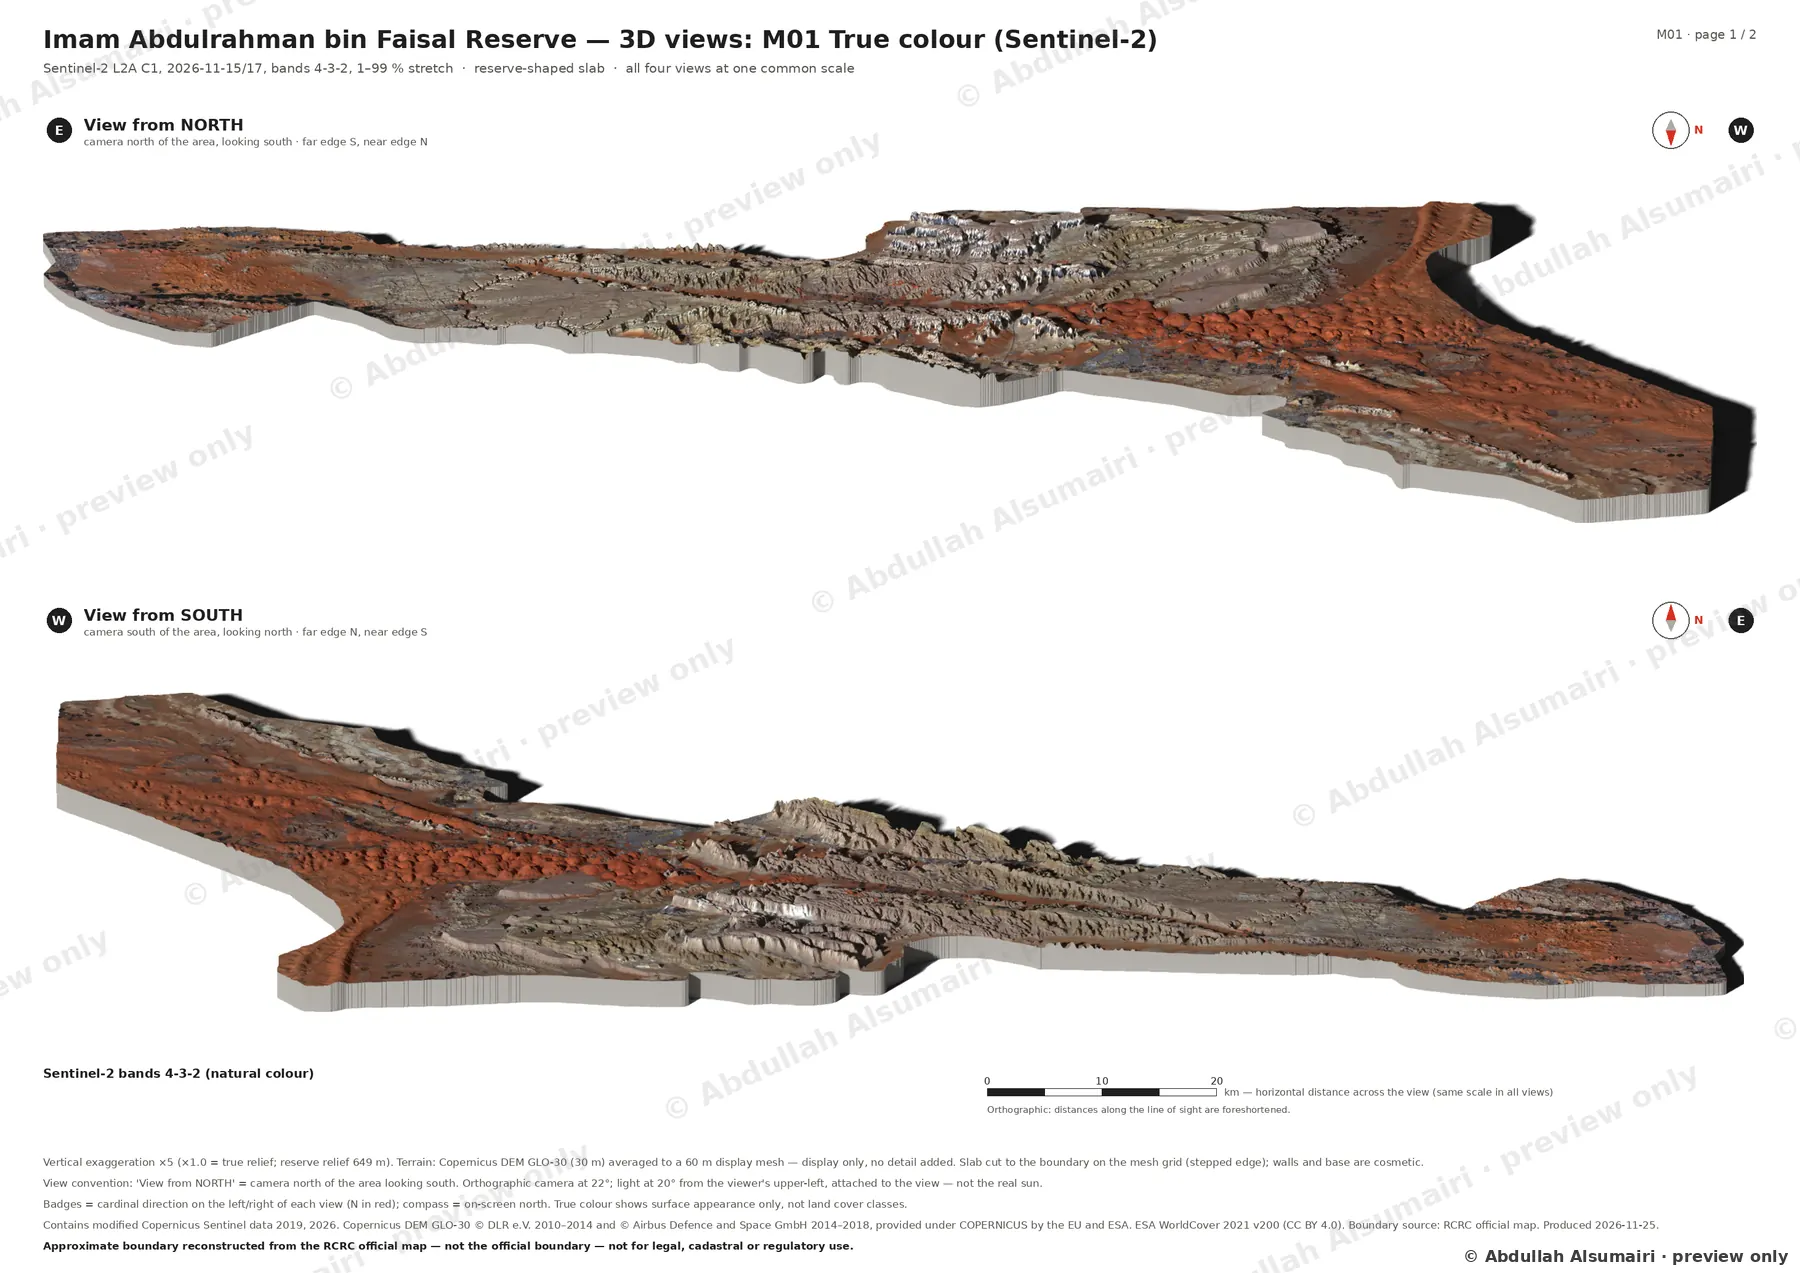 Imam Abdulrahman bin Faisal Reserve — 3D views: M01 True colour (Sentinel-2)
M01 · page 1 / 2
Sentinel-2 L2A C1, 2026-11-15/17, bands 4-3-2, 1–99 % stretch · reserve-shaped slab · all four views at one common scale
E
View from NORTH
N
W
camera north of the area, looking south · far edge S, near edge N
W
View from SOUTH
N
E
camera south of the area, looking north · far edge N, near edge S
Sentinel-2 bands 4-3-2 (natural colour)
0 10 20
km — horizontal distance across the view (same scale in all views)
Orthographic: distances along the line of sight are foreshortened.
Vertical exaggeration ×5 (×1.0 = true relief; reserve relief 649 m). Terrain: Copernicus DEM GLO-30 (30 m) averaged to a 60 m display mesh — display only, no detail added. Slab cut to the boundary on the mesh grid (stepped edge); walls and base are cosmetic.
View convention: 'View from NORTH' = camera north of the area looking south. Orthographic camera at 22°; light at 20° from the viewer's upper-left, attached to the view — not the real sun.
Badges = cardinal direction on the left/right of each view (N in red); compass = on-screen north. True colour shows surface appearance only, not land cover classes.
Contains modified Copernicus Sentinel data 2019, 2026. Copernicus DEM GLO-30 © DLR e.V. 2010–2014 and © Airbus Defence and Space GmbH 2014–2018, provided under COPERNICUS by the EU and ESA. ESA WorldCover 2021 v200 (CC BY 4.0). Boundary source: RCRC official map. Produced 2026-11-25.
Approximate boundary reconstructed from the RCRC official map — not the official boundary — not for legal, cadastral or regulatory use.
© Abdullah Alsumairi · preview only